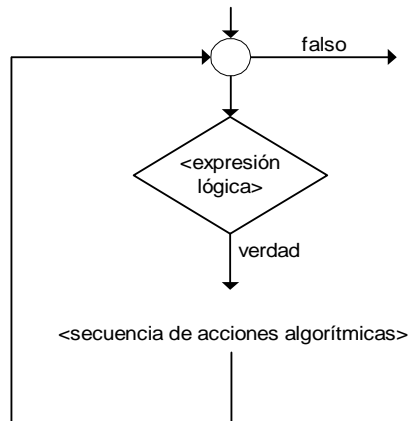 falso
<expresión
lógica>
verdad
<secuencia de acciones algorítmicas>